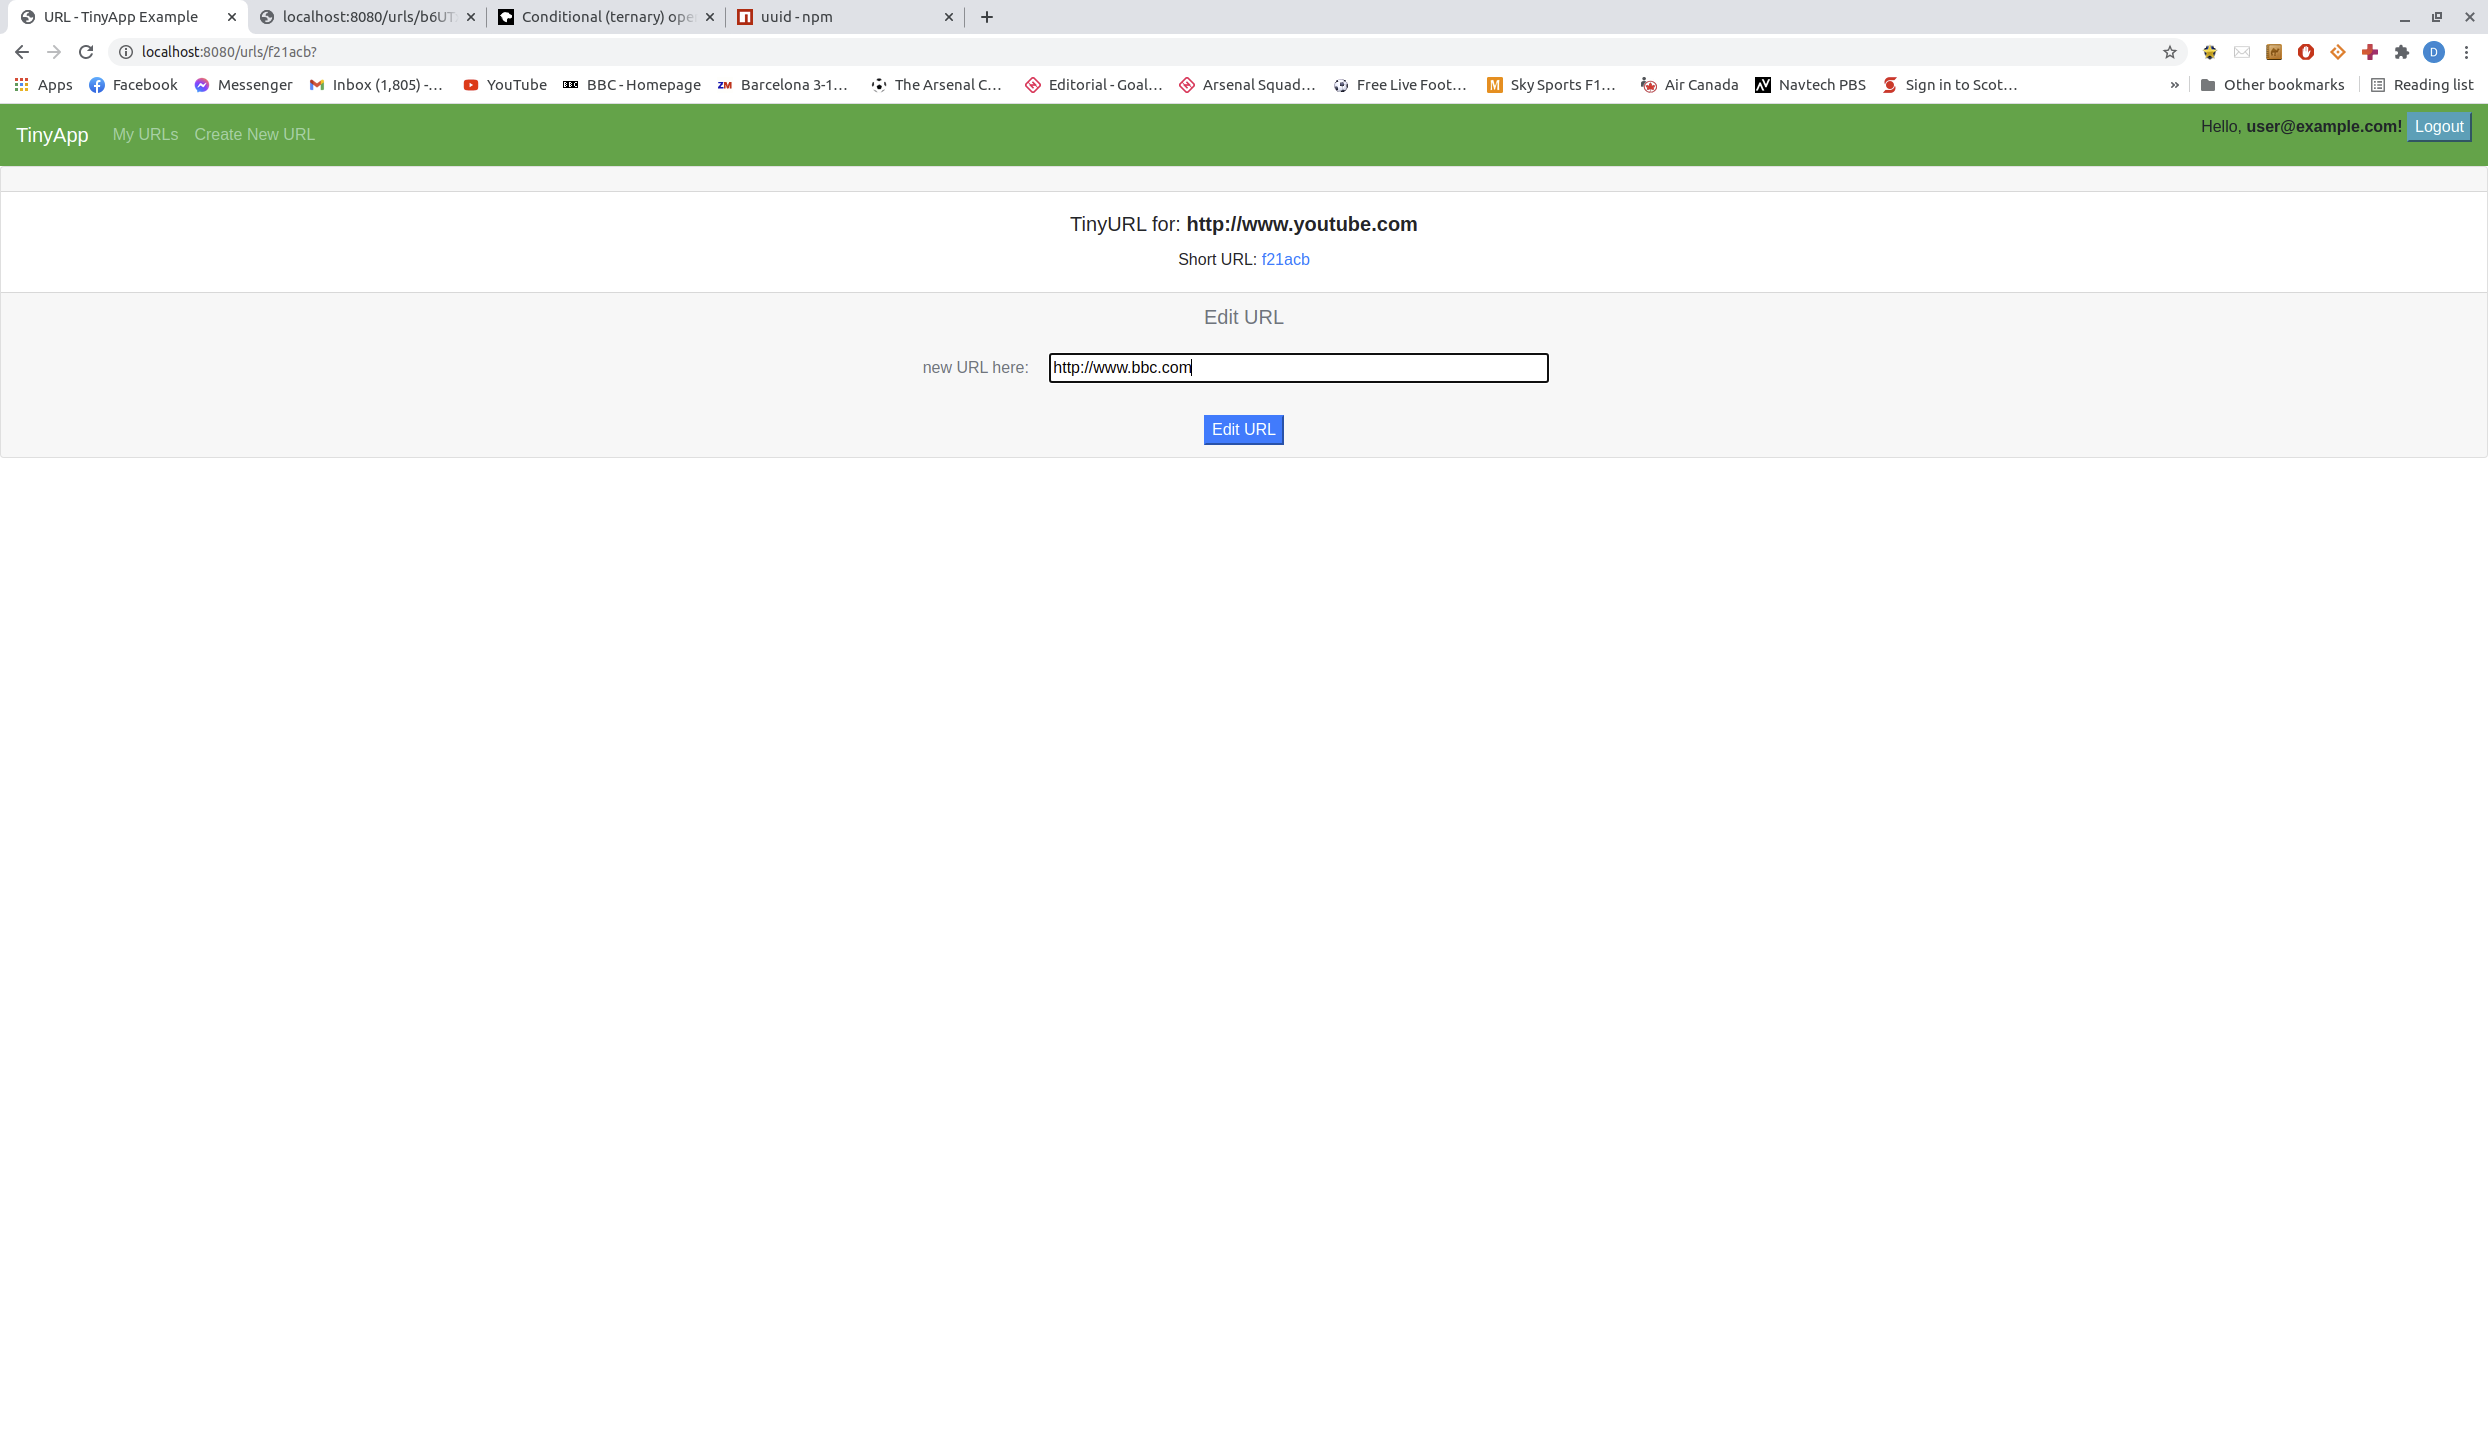 URL - TinyApp Example localhost:8080/urls/b6UT Conditional (ternary) ope uuid - npm
localhost:8080/urls/f21acb?
Apps Facebook Messenger Inbox (1,805) -... YouTube BBC - Homepage Barcelona 3-1... The Arsenal C... Editorial - Goal... Arsenal Squad... Free Live Foot... Sky Sports F1... Air Canada Navtech PBS Sign in to Scot... » Other bookmarks Reading list
TinyApp My URLs Create New URL Hello, user@example.com! Logout
TinyURL for: http://www.youtube.com
Short URL: f21acb
Edit URL
new URL here: http://www.bbc.com
Edit URL